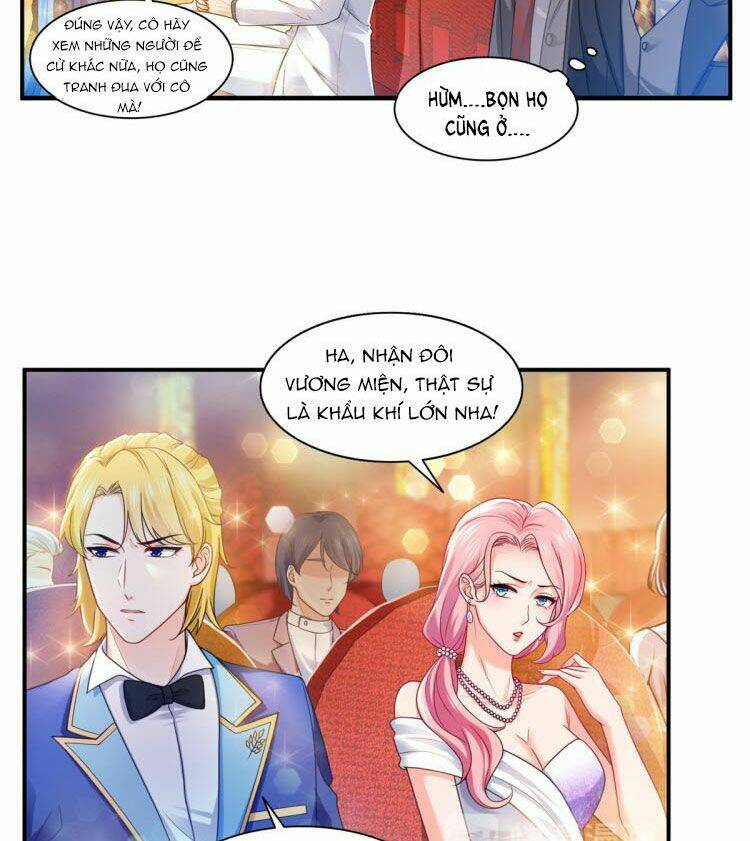 ĐÚNG VẬY, CÔ HÃY
XEM NHỮNG NGƯỜI ĐỀ
CỬ KHÁC NỮA, HỌ CŨNG
TRANH ĐUA VỚI CÔ
MÀ!
HỪM....BỌN HỌ
CŨNG Ở....
HA, NHẬN ĐÔI
VƯƠNG MIỆN, THẬT SỰ
LÀ KHẨU KHÍ LỚN NHA!